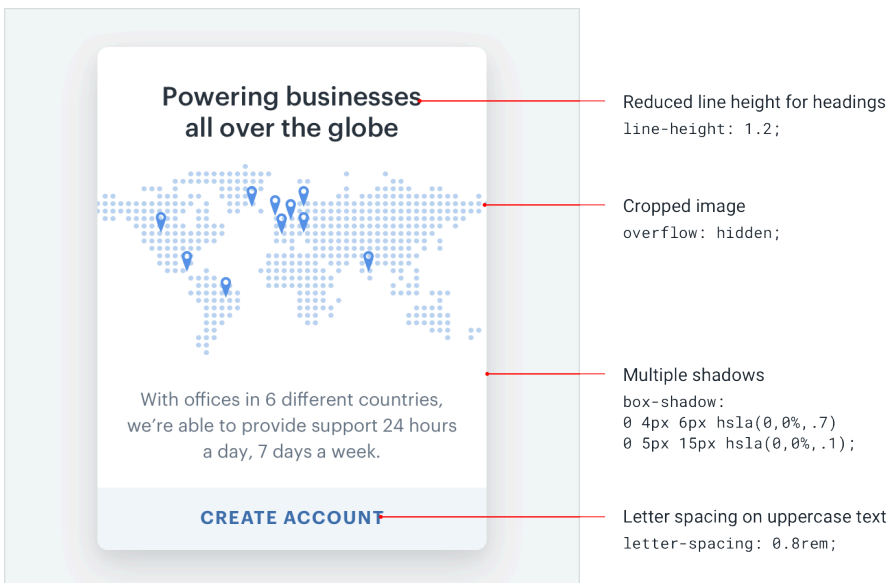 Powering businesses
all over the globe
With offices in 6 different countries,
we’re able to provide support 24 hours
a day, 7 days a week.
CREATE ACCOUNT
Reduced line height for headings
line-height: 1.2;
Cropped image
overflow: hidden;
Multiple shadows
box-shadow:
0 4px 6px hsla(0,0%,.7)
0 5px 15px hsla(0,0%,.1);
Letter spacing on uppercase text
letter-spacing: 0.8rem;